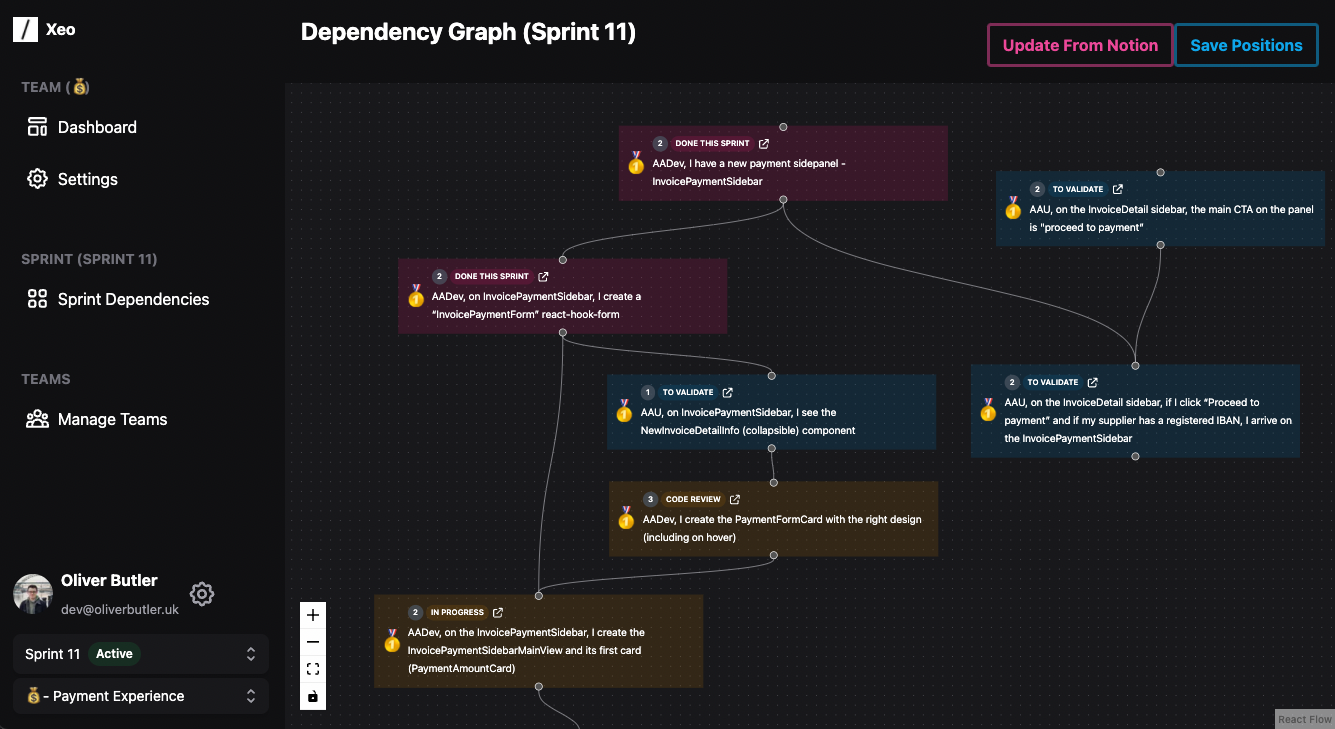 Xeo
Dependency Graph (Sprint 11)
Update From Notion
Save Positions
TEAM (💰)
Dashboard
Settings
SPRINT (SPRINT 11)
Sprint Dependencies
TEAMS
Manage Teams
Oliver Butler
dev@oliverbutler.uk
Sprint 11 Active
💰- Payment Experience
2 DONE THIS SPRINT
AADev, I have a new payment sidepanel -
InvoicePaymentSidebar
2 TO VALIDATE
AAU, on the InvoiceDetail sidebar, the main CTA on the panel
is "proceed to payment"
2 DONE THIS SPRINT
AADev, on InvoicePaymentSidebar, I create a
“InvoicePaymentForm” react-hook-form
1 TO VALIDATE
AAU, on InvoicePaymentSidebar, I see the
NewInvoiceDetailInfo (collapsible) component
2 TO VALIDATE
AAU, on the InvoiceDetail sidebar, if I click “Proceed to
payment” and if my supplier has a registered IBAN, I arrive on
the InvoicePaymentSidebar
3 CODE REVIEW
AADev, I create the PaymentFormCard with the right design
(including on hover)
2 IN PROGRESS
AADev, on the InvoicePaymentSidebar, I create the
InvoicePaymentSidebarMainView and its first card
(PaymentAmountCard)
React Flow